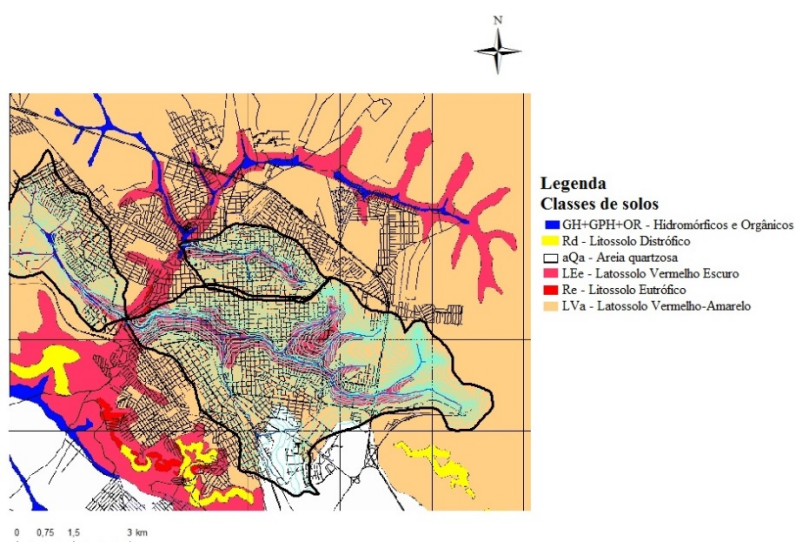 N
Legenda
Classes de solos
GH+GPH+OR - Hidromórficos e Orgânicos
Rd - Litossolo Distrófico
aQa - Areia quartzosa
LEe - Latossolo Vermelho Escuro
Re - Litossolo Eutrófico
LVa - Latossolo Vermelho-Amarelo
0 0,75 1,5 3 km